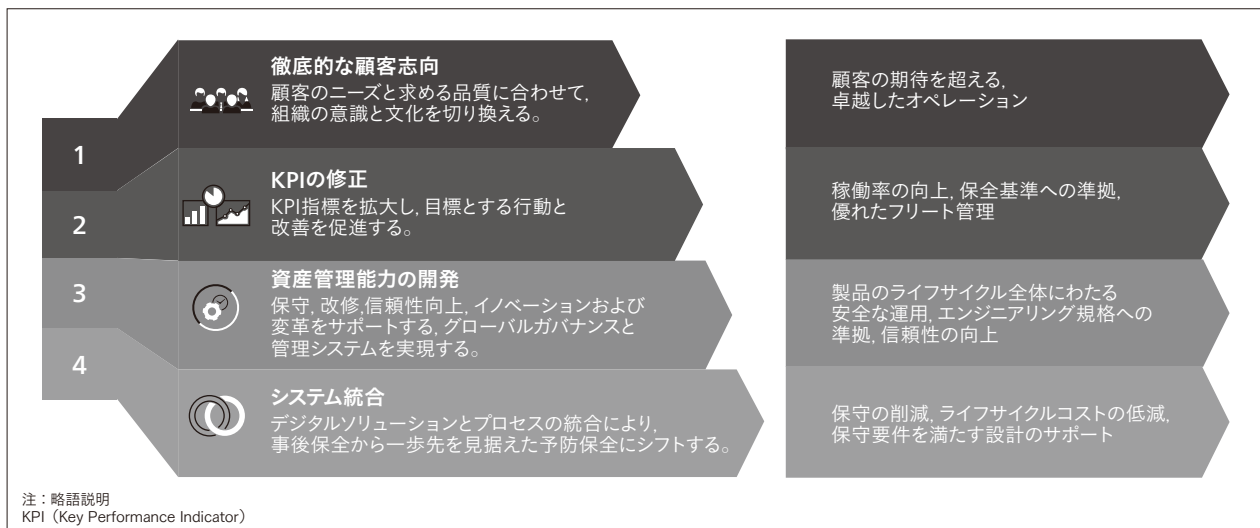 1
徹底的な顧客志向
顧客のニーズと求める品質に合わせて,
組織の意識と文化を切り換える。
顧客の期待を超える,
卓越したオペレーション
2
KPIの修正
KPI指標を拡大し, 目標とする行動と
改善を促進する。
稼働率の向上, 保全基準への準拠,
優れたフリート管理
3
資産管理能力の開発
保守, 改修,信頼性向上, イノベーションおよび
変革をサポートする, グローバルガバナンスと
管理システムを実現する。
製品のライフサイクル全体にわたる
安全な運用, エンジニアリング規格への
準拠, 信頼性の向上
4
システム統合
デジタルソリューションとプロセスの統合により,
事後保全から一歩先を見据えた予防保全にシフトする。
保守の削減, ライフサイクルコストの低減,
保守要件を満たす設計のサポート
注：略語説明
KPI（Key Performance Indicator）